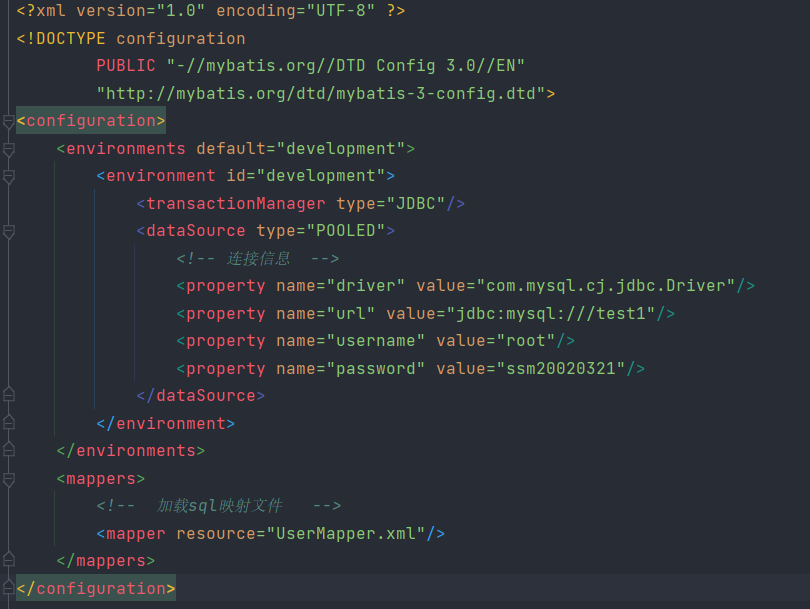 <?xml version="1.0" encoding="UTF-8" ?>
<!DOCTYPE configuration
        PUBLIC "-//mybatis.org//DTD Config 3.0//EN"
        "http://mybatis.org/dtd/mybatis-3-config.dtd">
<configuration>
    <environments default="development">
        <environment id="development">
            <transactionManager type="JDBC"/>
            <dataSource type="POOLED">
                <!-- 连接信息  -->
                <property name="driver" value="com.mysql.cj.jdbc.Driver"/>
                <property name="url" value="jdbc:mysql:///test1"/>
                <property name="username" value="root"/>
                <property name="password" value="ssm20020321"/>
            </dataSource>
        </environment>
    </environments>
    <mappers>
        <!--  加载sql映射文件   -->
        <mapper resource="UserMapper.xml"/>
    </mappers>
</configuration>